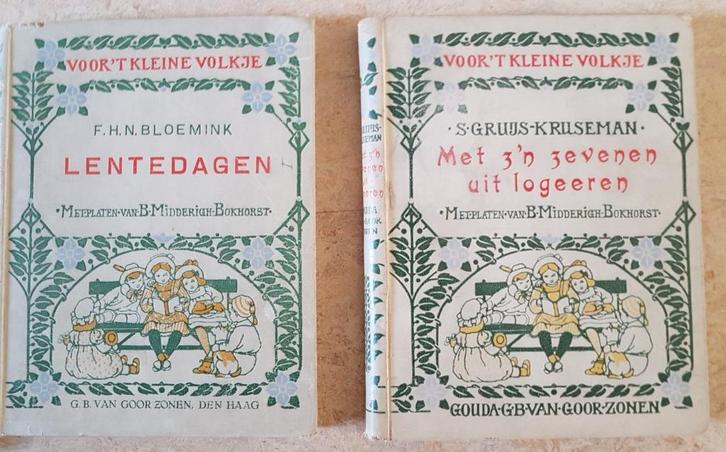 VOOR'T KLEINE VOLKJE
F.H.N. BLOEMINK
LENTEDAGEN
·MET·PLATEN·VAN·B·MIDDERIGH·BOKHORST·
G.B. VAN GOOR ZONEN, DEN HAAG
VOOR'T KLEINE VOLKJE
·S·GRUIJS·KRUSEMAN·
Met z'n zevenen
uit logeeren
·MET·PLATEN·VAN·B·MIDDERIGH·BOKHORST·
GOUDA·G·B·VAN·GOOR·ZONEN